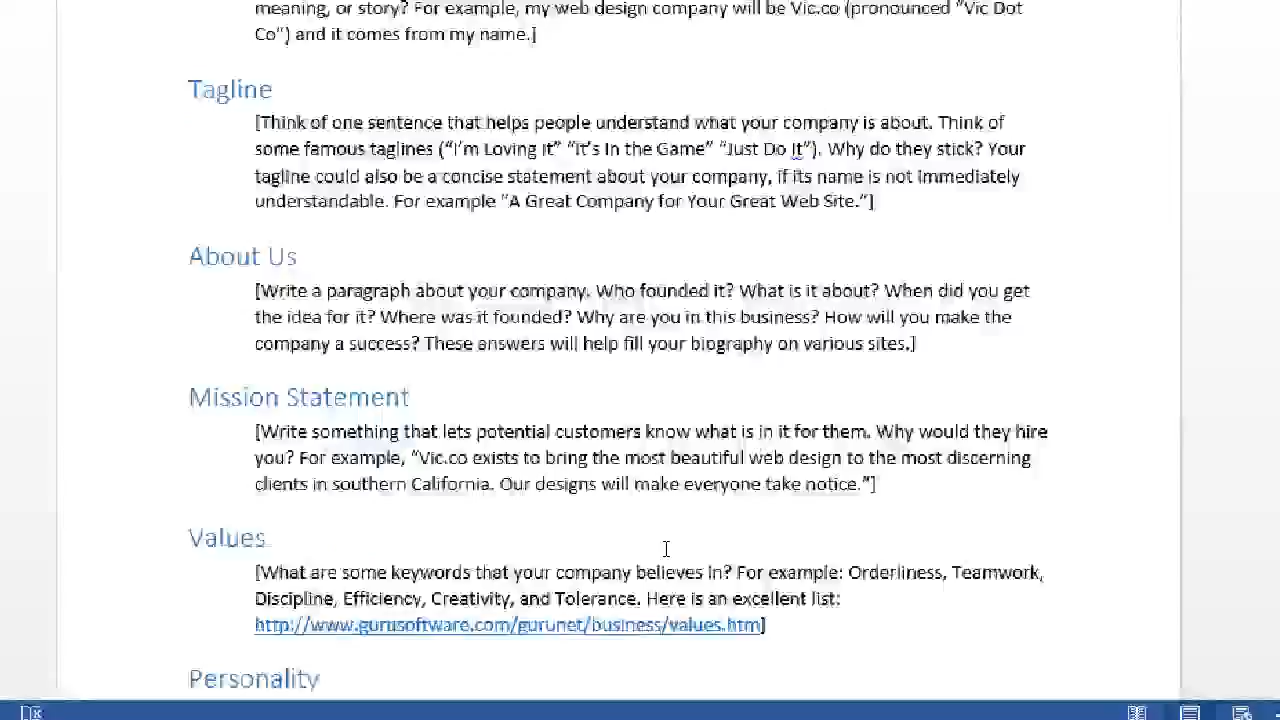 meaning, or story? For example, my web design company will be Vic.co (pronounced “Vic Dot
Co”) and it comes from my name.]
Tagline
[Think of one sentence that helps people understand what your company is about. Think of
some famous taglines (“I’m Loving It” “It’s In the Game” “Just Do It”). Why do they stick? Your
tagline could also be a concise statement about your company, if its name is not immediately
understandable. For example “A Great Company for Your Great Web Site.”]
About Us
[Write a paragraph about your company. Who founded it? What is it about? When did you get
the idea for it? Where was it founded? Why are you in this business? How will you make the
company a success? These answers will help fill your biography on various sites.]
Mission Statement
[Write something that lets potential customers know what is in it for them. Why would they hire
you? For example, “Vic.co exists to bring the most beautiful web design to the most discerning
clients in southern California. Our designs will make everyone take notice.”]
Values
[What are some keywords that your company believes in? For example: Orderliness, Teamwork,
Discipline, Efficiency, Creativity, and Tolerance. Here is an excellent list:
http://www.gurusoftware.com/gurunet/business/values.htm]
Personality